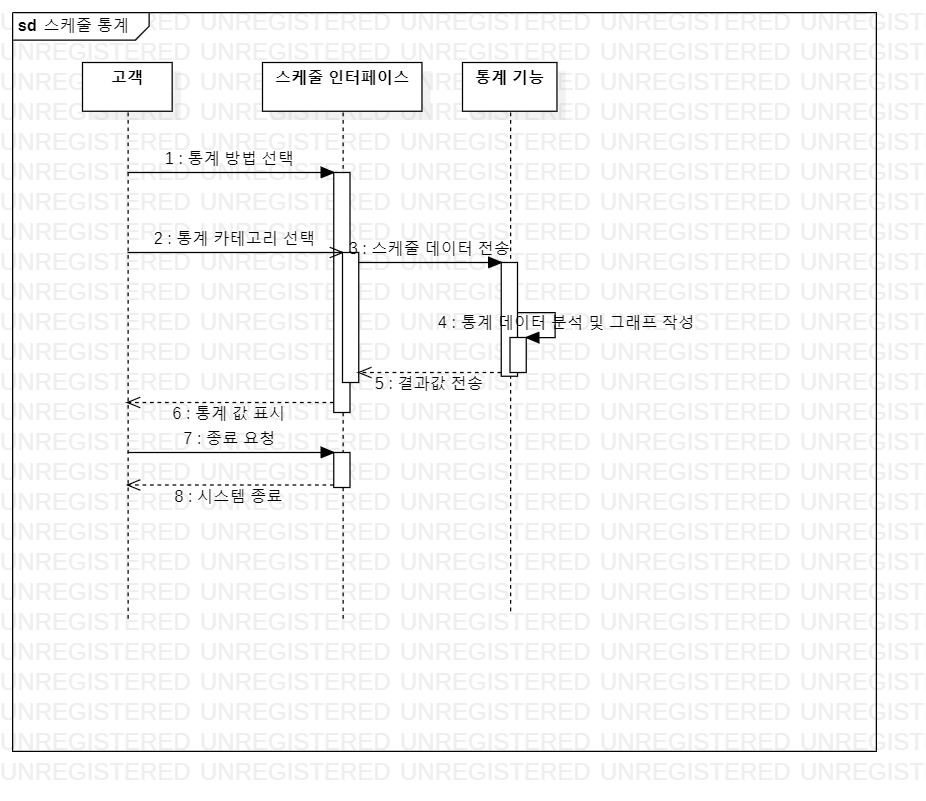 sd 스케줄 통계
고객
스케줄 인터페이스
통계 기능
1 : 통계 방법 선택
2 : 통계 카테고리 선택
3 : 스케줄 데이터 전송
4 : 통계 데이터 분석 및 그래프 작성
5 : 결과값 전송
6 : 통계 값 표시
7 : 종료 요청
8 : 시스템 종료
UNREGISTERED